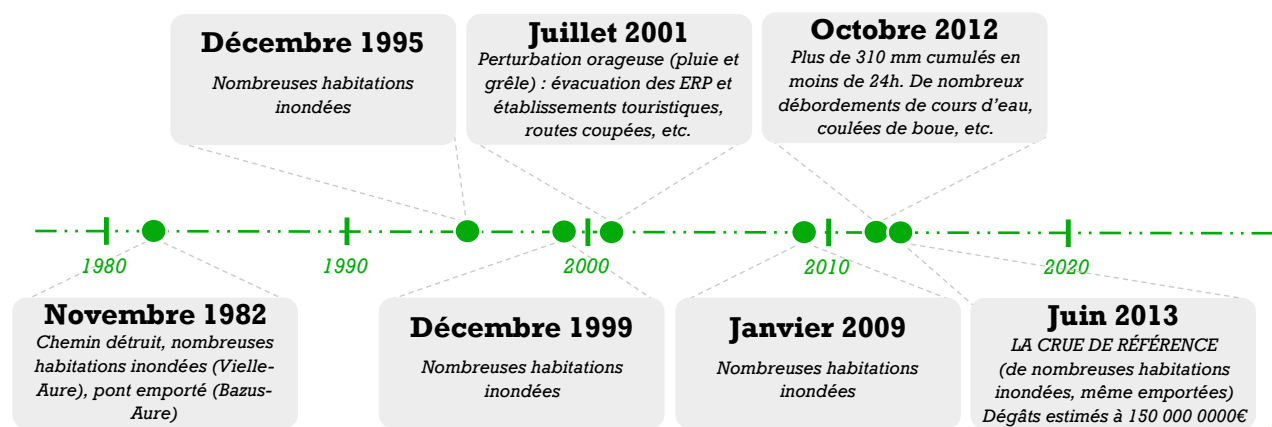 Décembre 1995
Nombreuses habitations
inondées
Juillet 2001
Perturbation orageuse (pluie et
grêle) : évacuation des ERP et
établissements touristiques,
routes coupées, etc.
Octobre 2012
Plus de 310 mm cumulés en
moins de 24h. De nombreux
débordements de cours d'eau,
coulées de boue, etc.
1980
1990
2000
2010
2020
Novembre 1982
Chemin détruit, nombreuses
habitations inondées (Vielle-
Aure), pont emporté (Bazus-
Aure)
Décembre 1999
Nombreuses habitations
inondées
Janvier 2009
Nombreuses habitations
inondées
Juin 2013
LA CRUE DE RÉFÉRENCE
(de nombreuses habitations
inondées, même emportées)
Dégâts estimés à 150 000 0000€